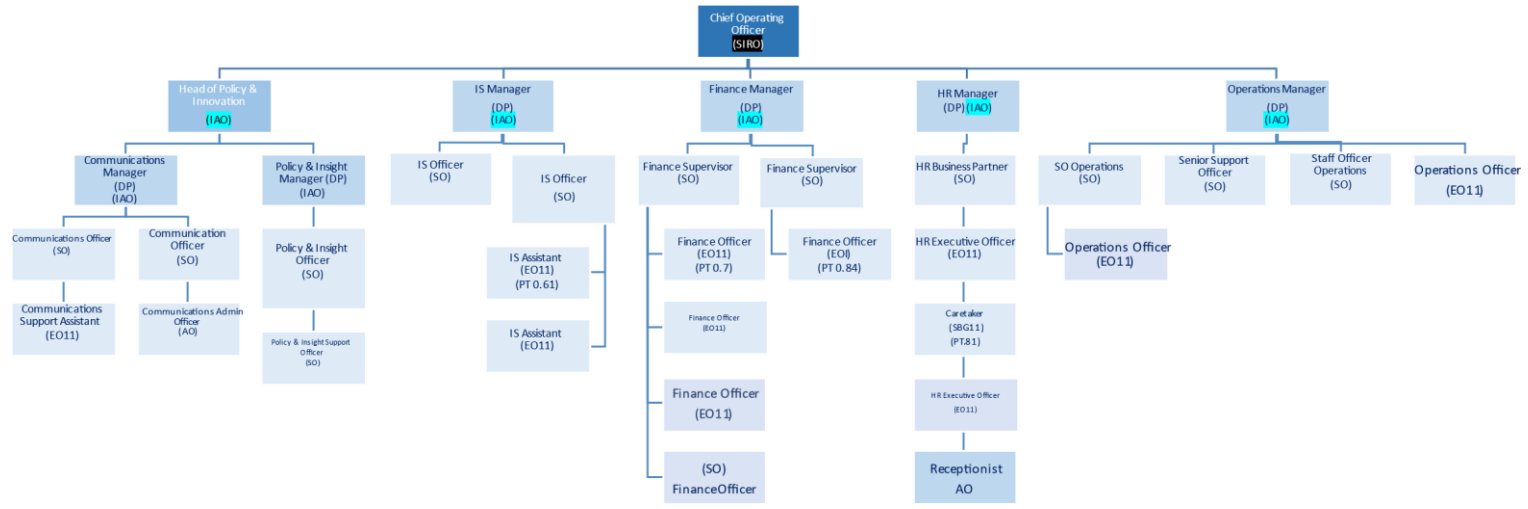 Chief Operating
Officer
(SIRO)
Head of Policy &
Innovation
(IAO)
IS Manager
(DP)
(IAO)
Finance Manager
(DP)
(IAO)
HR Manager
(DP) (IAO)
Operations Manager
(DP)
(IAO)
Communications
Manager
(DP)
(IAO)
Policy & Insight
Manager (DP)
(IAO)
IS Officer
(SO)
IS Officer
(SO)
Finance Supervisor
(SO)
Finance Supervisor
(SO)
HR Business Partner
(SO)
SO Operations
(SO)
Senior Support
Officer
(SO)
Staff Officer
Operations
(SO)
Operations Officer
(EO11)
Communications Officer
(SO)
Communication
Officer
(SO)
Policy & Insight
Officer
(SO)
IS Assistant
(EO11)
(PT 0.61)
Finance Officer
(EO11)
(PT 0.7)
Finance Officer
(EOI)
(PT 0.84)
HR Executive Officer
(EO11)
Operations Officer
(EO11)
Communications
Support Assistant
(EO11)
Communications Admin
Officer
(AO)
Policy & Insight Support
Officer
(SO)
IS Assistant
(EO11)
Finance Officer
(EO11)
Caretaker
(SBG11)
(PT.81)
Finance Officer
(EO11)
HR Executive Officer
(EO11)
(SO)
FinanceOfficer
Receptionist
AO